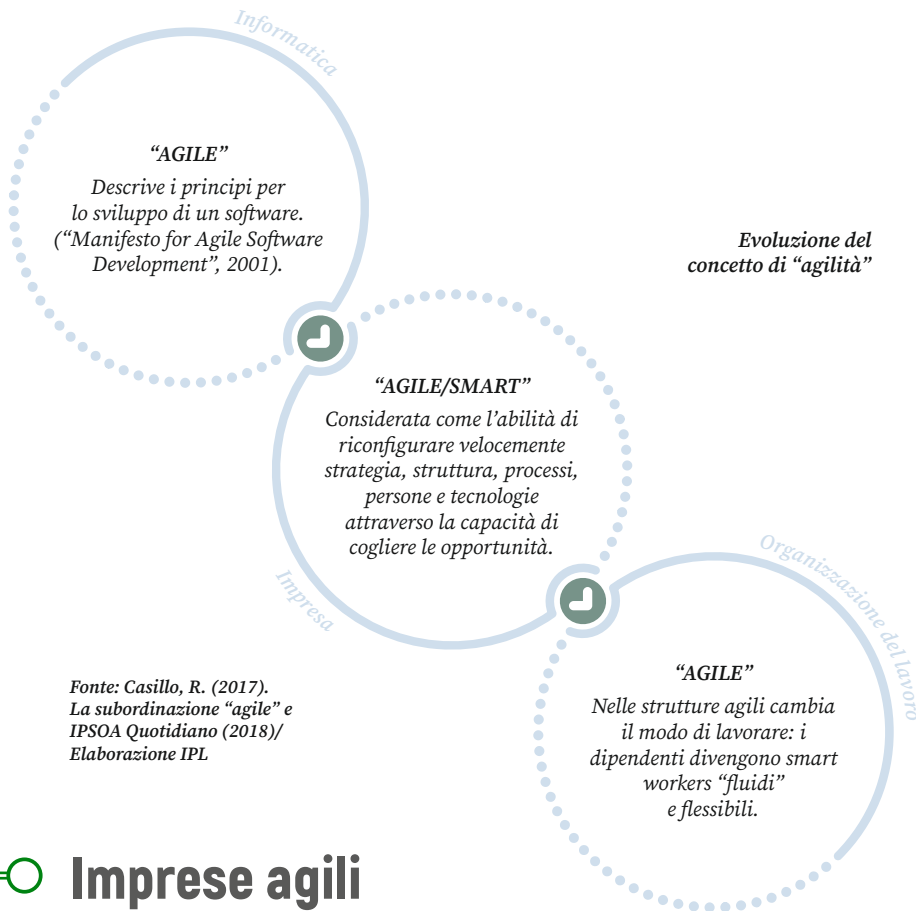 Informatica
“AGILE”
Descrive i principi per
lo sviluppo di un software.
(“Manifesto for Agile Software
Development”, 2001).
Evoluzione del
concetto di “agilità”
“AGILE/SMART”
Considerata come l’abilità di
riconfigurare velocemente
strategia, struttura, processi,
persone e tecnologie
attraverso la capacità di
cogliere le opportunità.
Impresa
Organizzazione del lavoro
“AGILE”
Nelle strutture agili cambia
il modo di lavorare: i
dipendenti divengono smart
workers “fluidi”
e flessibili.
Fonte: Casillo, R. (2017).
La subordinazione “agile” e
IPSOA Quotidiano (2018)/
Elaborazione IPL
Imprese agili